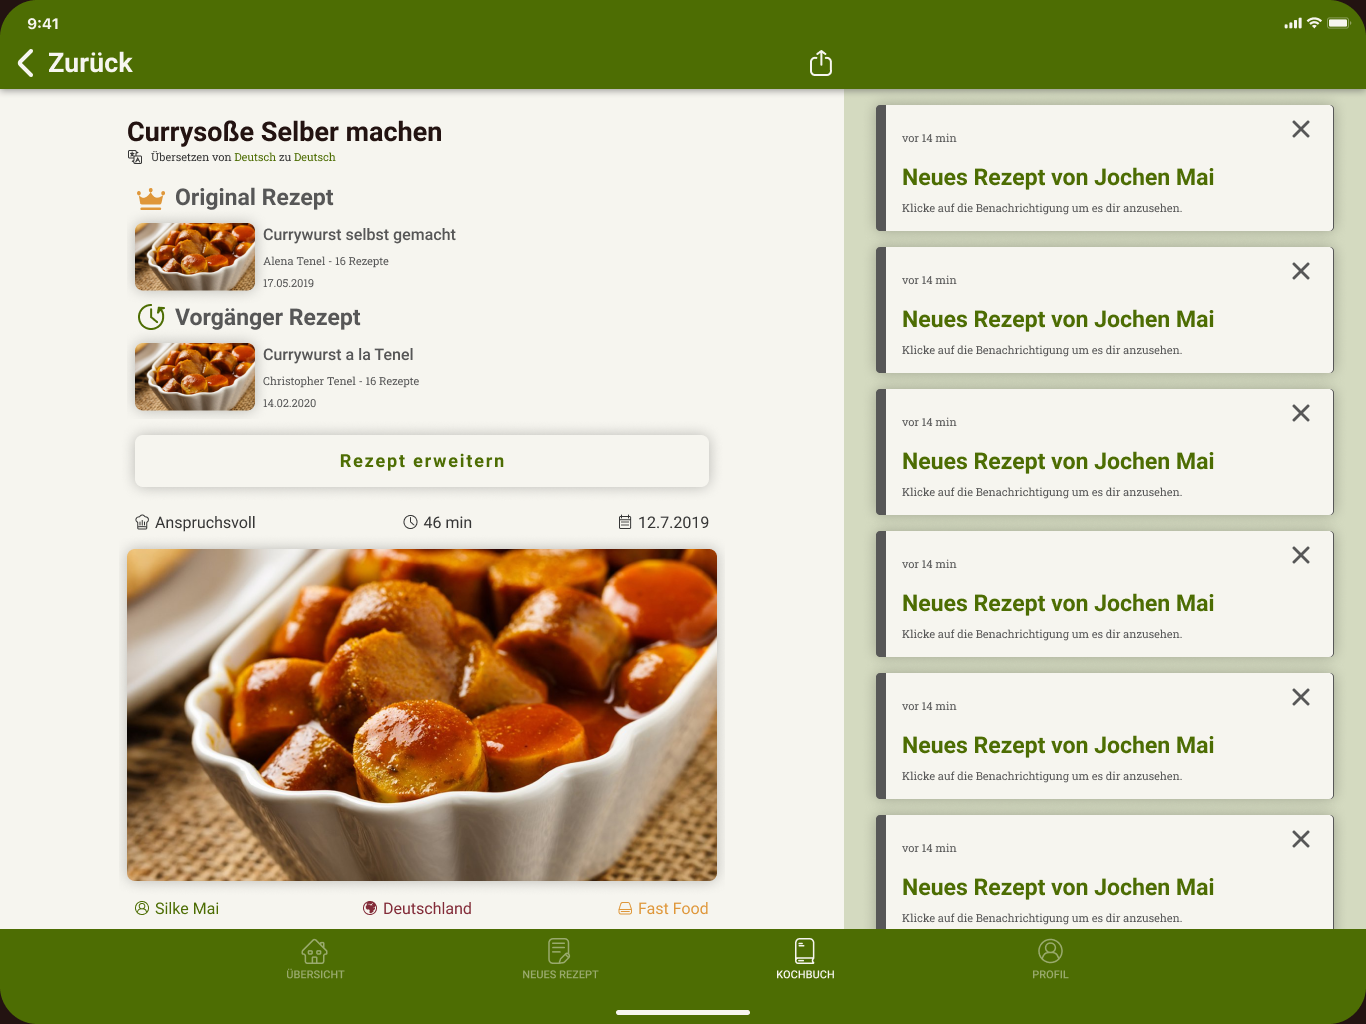 9:41
Zurück
Currysoße Selber machen
Übersetzen von Deutsch zu Deutsch
Original Rezept
Currywurst selbst gemacht
Alena Tenel - 16 Rezepte
17.05.2019
Vorgänger Rezept
Currywurst a la Tenel
Christopher Tenel - 16 Rezepte
14.02.2020
Rezept erweitern
Anspruchsvoll
46 min
12.7.2019
Silke Mai
Deutschland
Fast Food
vor 14 min
Neues Rezept von Jochen Mai
Klicke auf die Benachrichtigung um es dir anzusehen.
vor 14 min
Neues Rezept von Jochen Mai
Klicke auf die Benachrichtigung um es dir anzusehen.
vor 14 min
Neues Rezept von Jochen Mai
Klicke auf die Benachrichtigung um es dir anzusehen.
vor 14 min
Neues Rezept von Jochen Mai
Klicke auf die Benachrichtigung um es dir anzusehen.
vor 14 min
Neues Rezept von Jochen Mai
Klicke auf die Benachrichtigung um es dir anzusehen.
vor 14 min
Neues Rezept von Jochen Mai
Klicke auf die Benachrichtigung um es dir anzusehen.
ÜBERSICHT
NEUES REZEPT
KOCHBUCH
PROFIL